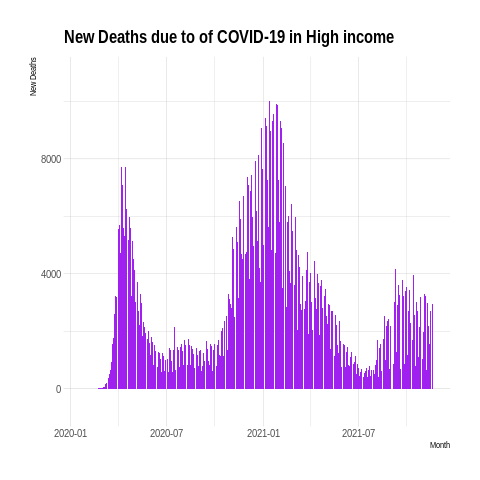 New Deaths due to of COVID-19 in High income
New Deaths
8000
4000
0
2020-01 2020-07 2021-01 2021-07
Month